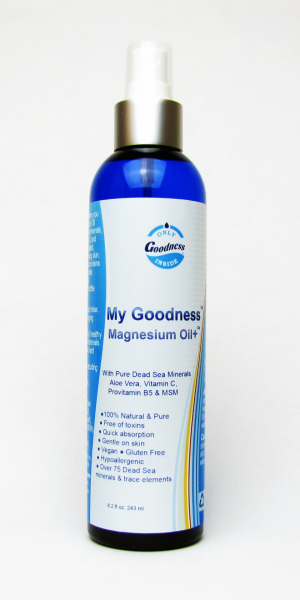 ONLY
Goodness
INSIDE
My Goodness™
Magnesium Oil+™
With Pure Dead Sea Minerals
Aloe Vera, Vitamin C,
Provitamin B5 & MSM
•100% Natural & Pure
• Free of toxins
• Quick absorption
• Gentle on skin
• Vegan • Gluten Free
• Hypoallergenic
• Over 75 Dead Sea
minerals & trace elements
8.2 fl oz. 243 ml